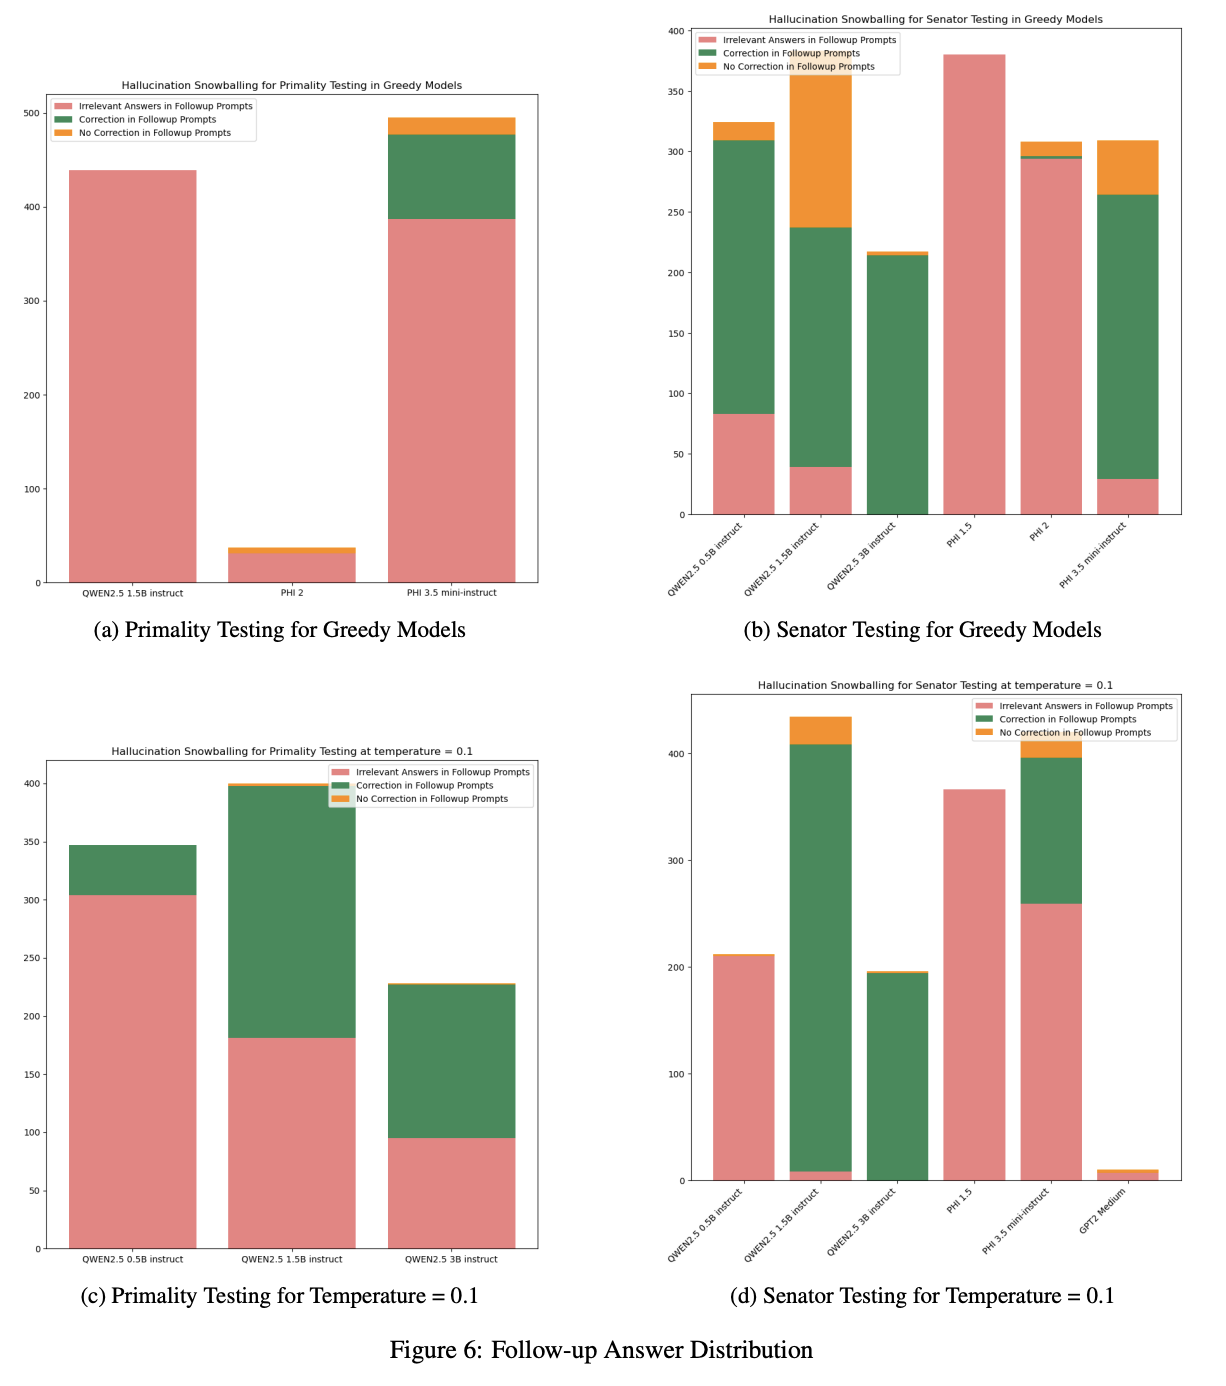 Hallucination Snowballing for Primality Testing in Greedy Models
Irrelevant Answers in Followup Prompts
Correction in Followup Prompts
No Correction in Followup Prompts
500
400
300
200
100
0
QWEN2.5 1.5B instruct
PHI 2
PHI 3.5 mini-instruct
(a) Primality Testing for Greedy Models
Hallucination Snowballing for Senator Testing in Greedy Models
Irrelevant Answers in Followup Prompts
Correction in Followup Prompts
No Correction in Followup Prompts
400
350
300
250
200
150
100
50
0
QWEN2.5 0.5B instruct
QWEN2.5 1.5B instruct
QWEN2.5 3B instruct
PHI 1.5
PHI 2
PHI 3.5 mini-instruct
(b) Senator Testing for Greedy Models
Hallucination Snowballing for Primality Testing at temperature = 0.1
Irrelevant Answers in Followup Prompts
Correction in Followup Prompts
No Correction in Followup Prompts
400
350
300
250
200
150
100
50
0
QWEN2.5 0.5B instruct
QWEN2.5 1.5B instruct
QWEN2.5 3B instruct
(c) Primality Testing for Temperature = 0.1
Hallucination Snowballing for Senator Testing at temperature = 0.1
Irrelevant Answers in Followup Prompts
Correction in Followup Prompts
No Correction in Followup Prompts
400
300
200
100
0
QWEN2.5 0.5B instruct
QWEN2.5 1.5B instruct
QWEN2.5 3B instruct
PHI 1.5
PHI 3.5 mini-instruct
GPT2 Medium
(d) Senator Testing for Temperature = 0.1
Figure 6: Follow-up Answer Distribution